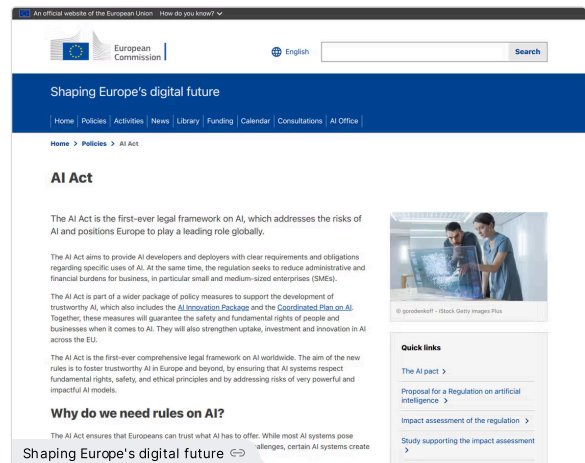 An official website of the European Union How do you know?
European
Commission
English
Search
Shaping Europe's digital future
Home Policies Activities News Library Funding Calendar Consultations AI Office
Home > Policies > AI Act
AI Act
The AI Act is the first-ever legal framework on AI, which addresses the risks of
AI and positions Europe to play a leading role globally.
The AI Act aims to provide AI developers and deployers with clear requirements and obligations
regarding specific uses of AI. At the same time, the regulation seeks to reduce administrative and
financial burdens for business, in particular small and medium-sized enterprises (SMEs).
The AI Act is part of a wider package of policy measures to support the development of
trustworthy AI, which also includes the AI Innovation Package and the Coordinated Plan on AI.
Together, these measures will guarantee the safety and fundamental rights of people and
businesses when it comes to AI. They will also strengthen uptake, investment and innovation in AI
across the EU.
The AI Act is the first-ever comprehensive legal framework on AI worldwide. The aim of the new
rules is to foster trustworthy AI in Europe and beyond, by ensuring that AI systems respect
fundamental rights, safety, and ethical principles and by addressing risks of very powerful and
impactful AI models.
Why do we need rules on AI?
The AI Act ensures that Europeans can trust what AI has to offer. While most AI systems pose
certain AI systems create
© gorodenkoff - iStock Getty Images Plus
Quick links
The AI pact >
Proposal for a Regulation on artificial
intelligence >
Impact assessment of the regulation >
Study supporting the impact assessment
>
Shaping Europe's digital future